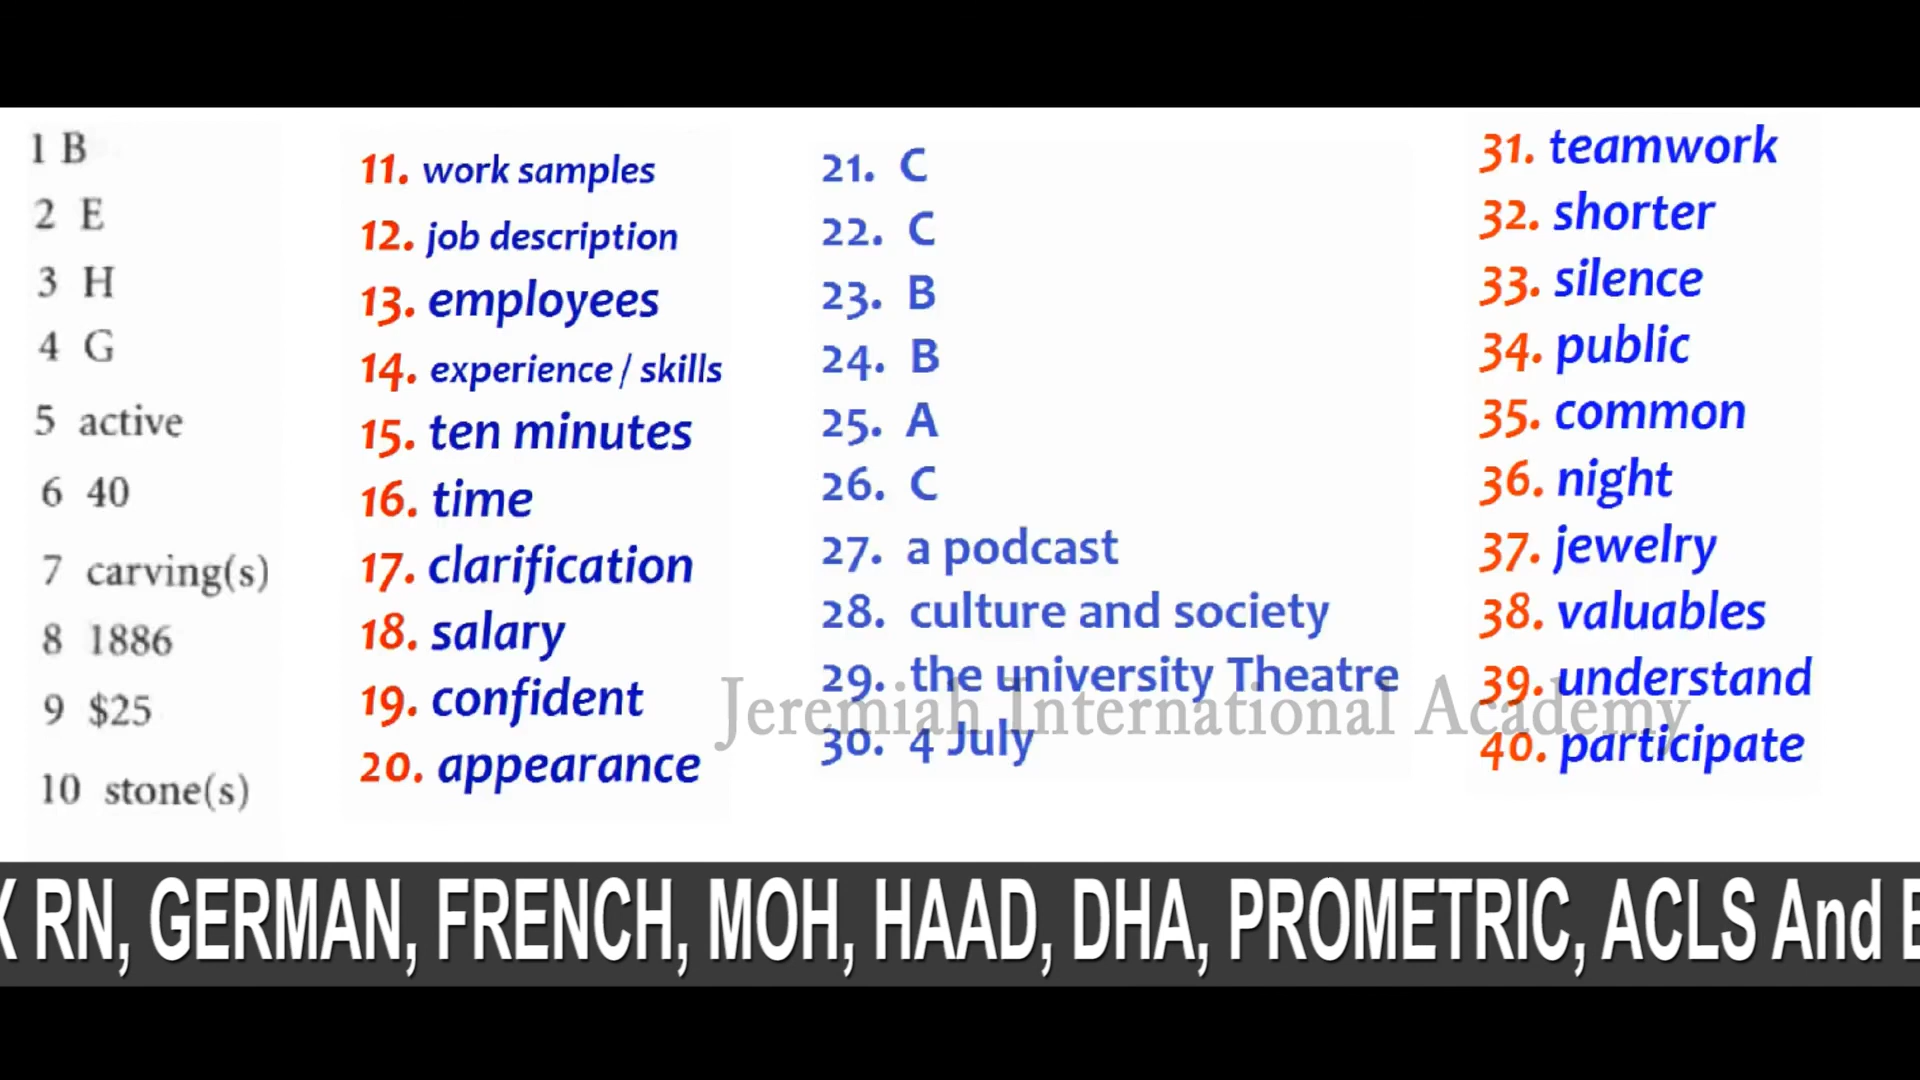 1 B
2 E
3 H
4 G
5 active
6 40
7 carving(s)
8 1886
9 $25
10 stone(s)
11. work samples
12. job description
13. employees
14. experience / skills
15. ten minutes
16. time
17. clarification
18. salary
19. confident
20. appearance
21. C
22. C
23. B
24. B
25. A
26. C
27. a podcast
28. culture and society
29. the university Theatre
30. 4 July
31. teamwork
32. shorter
33. silence
34. public
35. common
36. night
37. jewelry
38. valuables
39. understand
40. participate
Jeremiah International Academy
X RN, GERMAN, FRENCH, MOH, HAAD, DHA, PROMETRIC, ACLS And